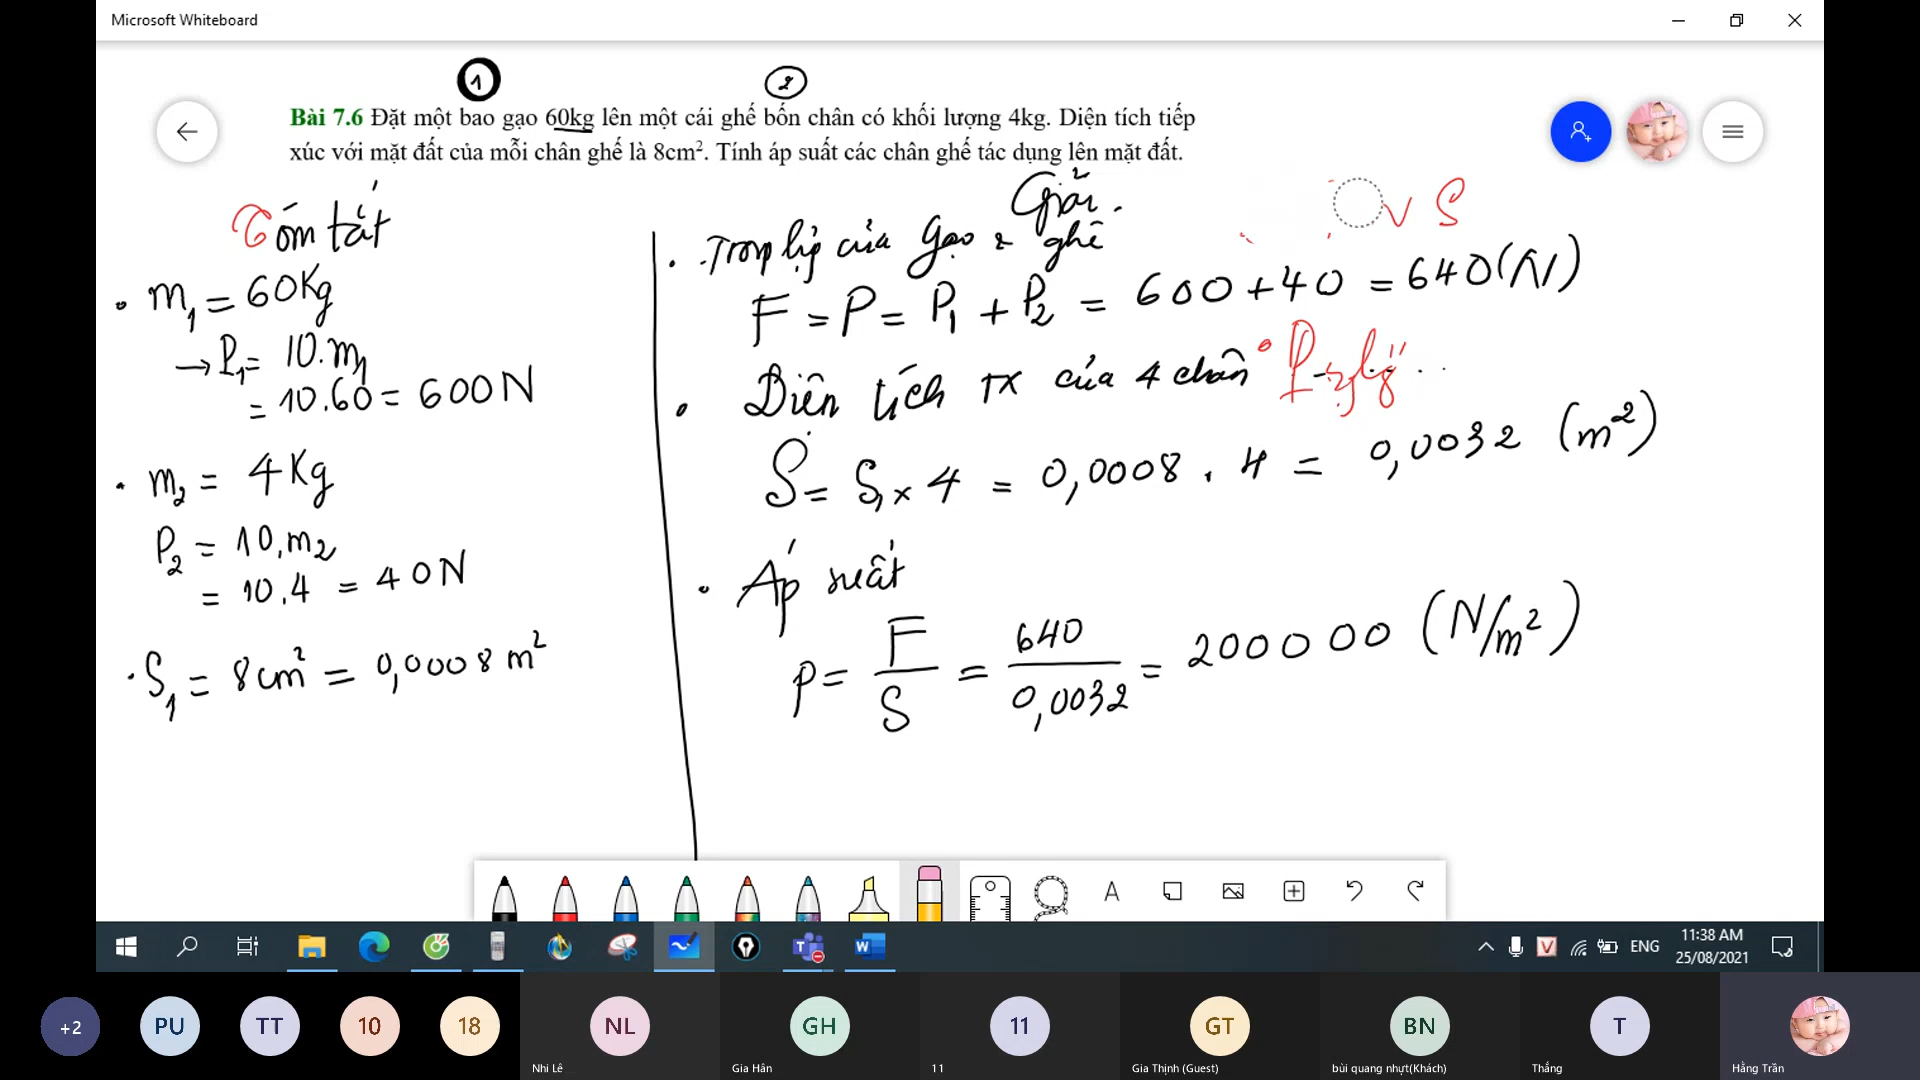 Microsoft Whiteboard
1
2
Bài 7.6 Đặt một bao gạo 60kg lên một cái ghế bốn chân có khối lượng 4kg. Diện tích tiếp
xúc với mặt đất của mỗi chân ghế là 8cm². Tính áp suất các chân ghế tác dụng lên mặt đất.
Tóm tắt
m₁ = 60Kg
→ P₁ = 10.m₁
= 10.60 = 600N
m₂ = 4Kg
P₂ = 10.m₂
= 10.4 = 40N
S₁ = 8cm² = 0,0008 m²
Giải
V S
Trọng lực của gạo & ghế
F = P = P₁ + P₂ = 600 + 40 = 640(N)
Diện tích TX của 4 chân
S = S₁ x 4 = 0,0008 . 4 = 0,0032 (m²)
Áp suất
p = F/S = 640/0,0032 = 200000 (N/m²)
A
T
V
W
ENG
11:38 AM
25/08/2021
+2
PU
TT
10
18
NL
Nhi Lê
GH
Gia Hân
11
11
GT
Gia Thịnh (Guest)
BN
bùi quang nhựt(Khách)
T
Thắng
Hằng Trần